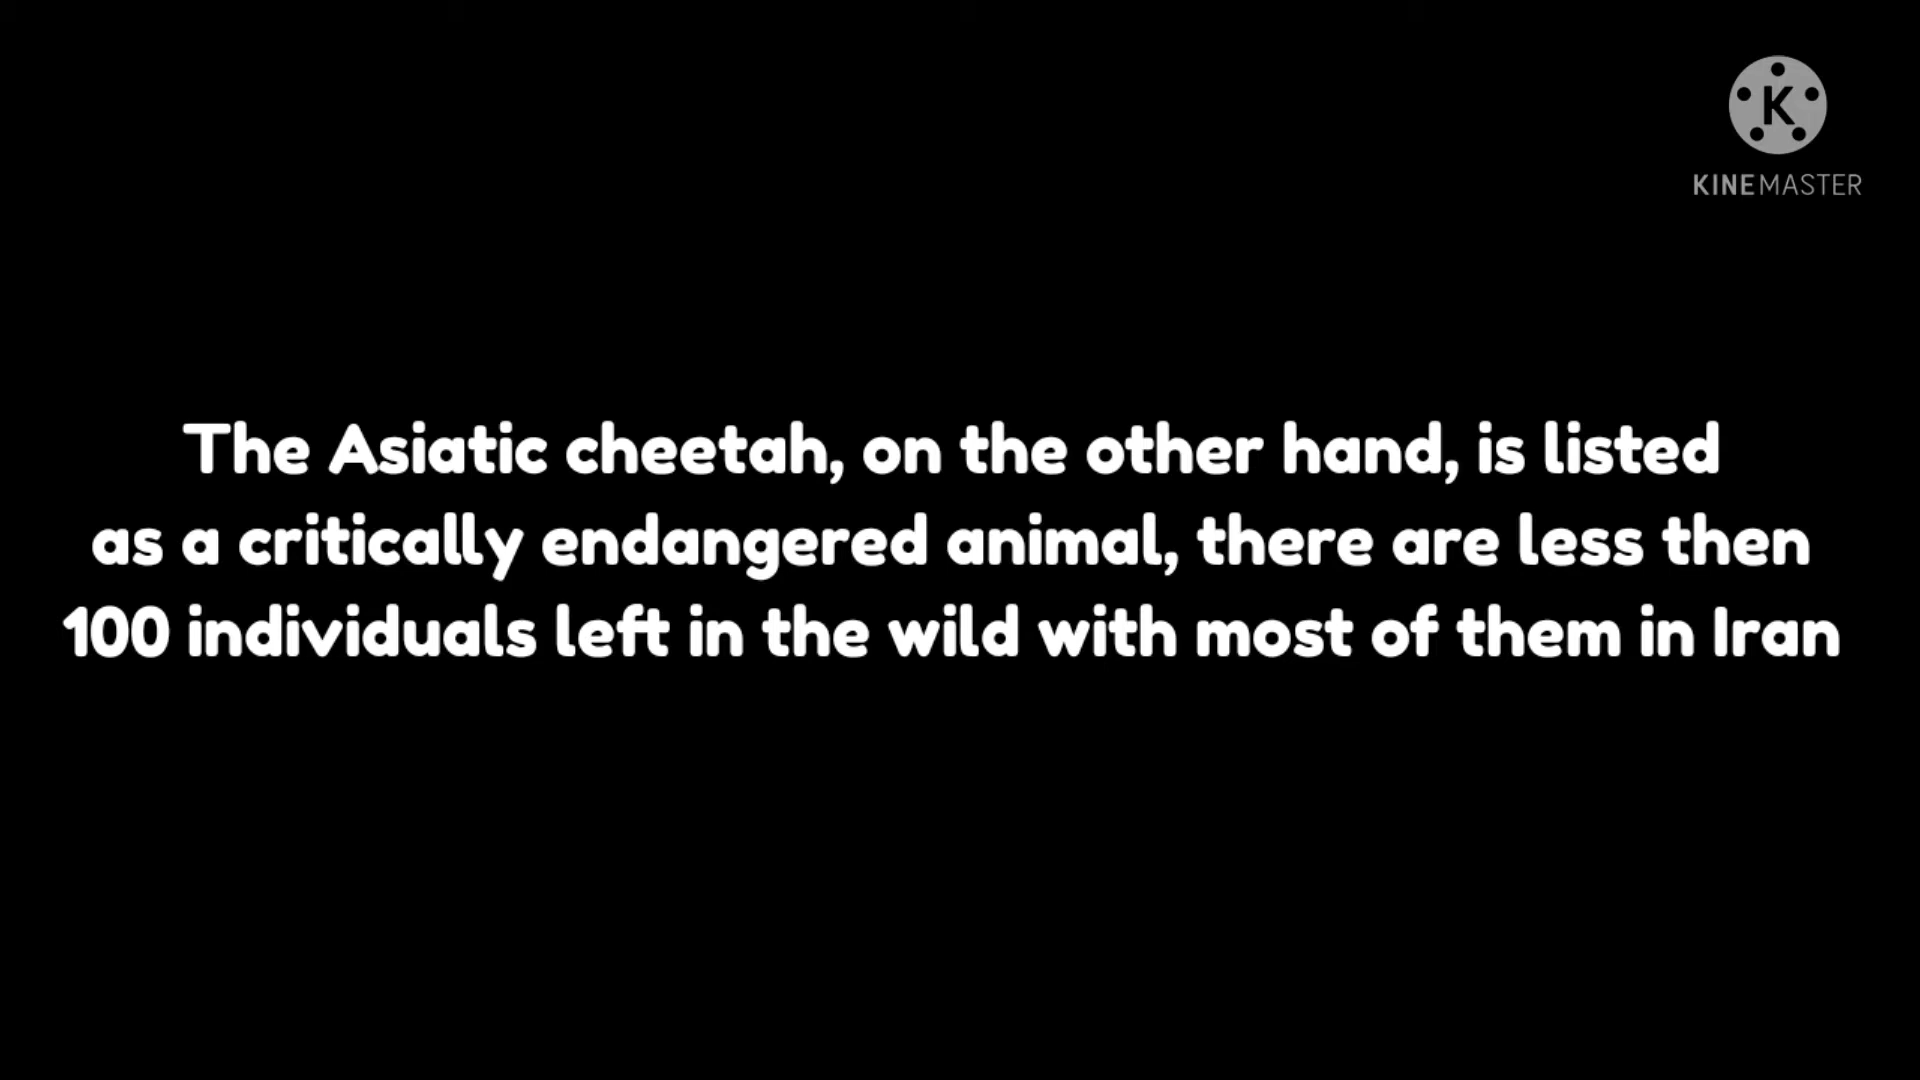 K
KINEMASTER
The Asiatic cheetah, on the other hand, is listed
as a critically endangered animal, there are less then
100 individuals left in the wild with most of them in Iran